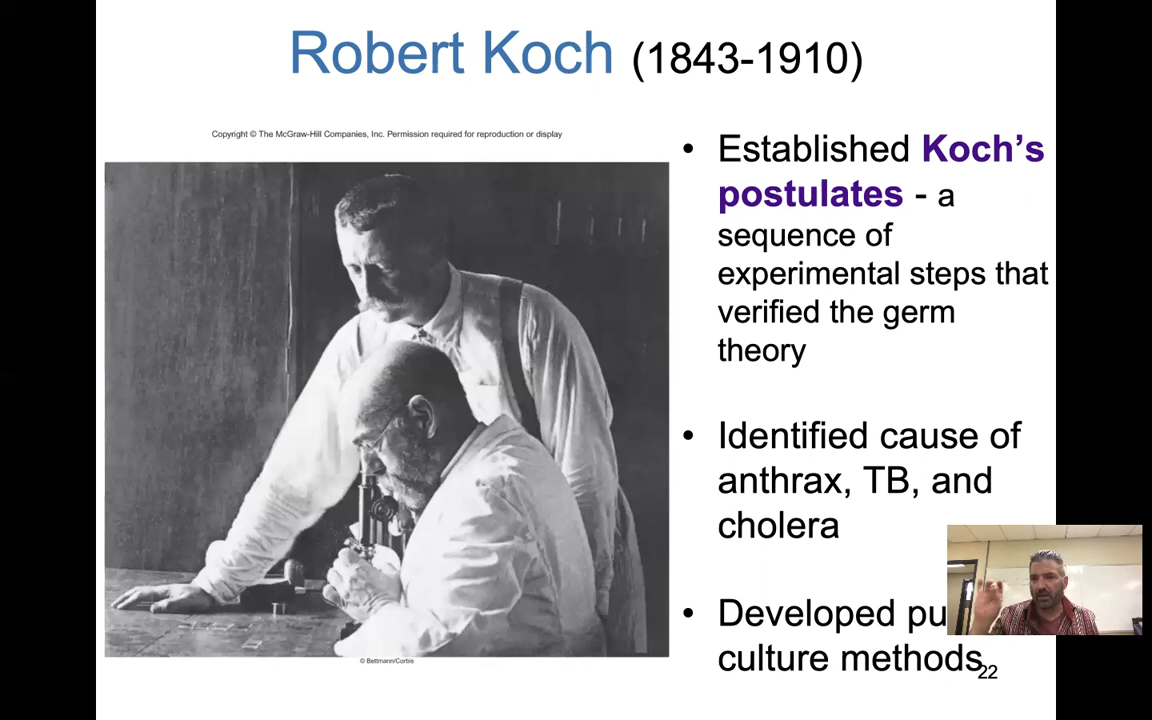 Robert Koch (1843-1910)
Copyright © The McGraw-Hill Companies, Inc. Permission required for reproduction or display
• Established Koch's
postulates - a
sequence of
experimental steps that
verified the germ
theory
• Identified cause of
anthrax, TB, and
cholera
• Developed pu
culture methods
22
© Bettmann/Corbis